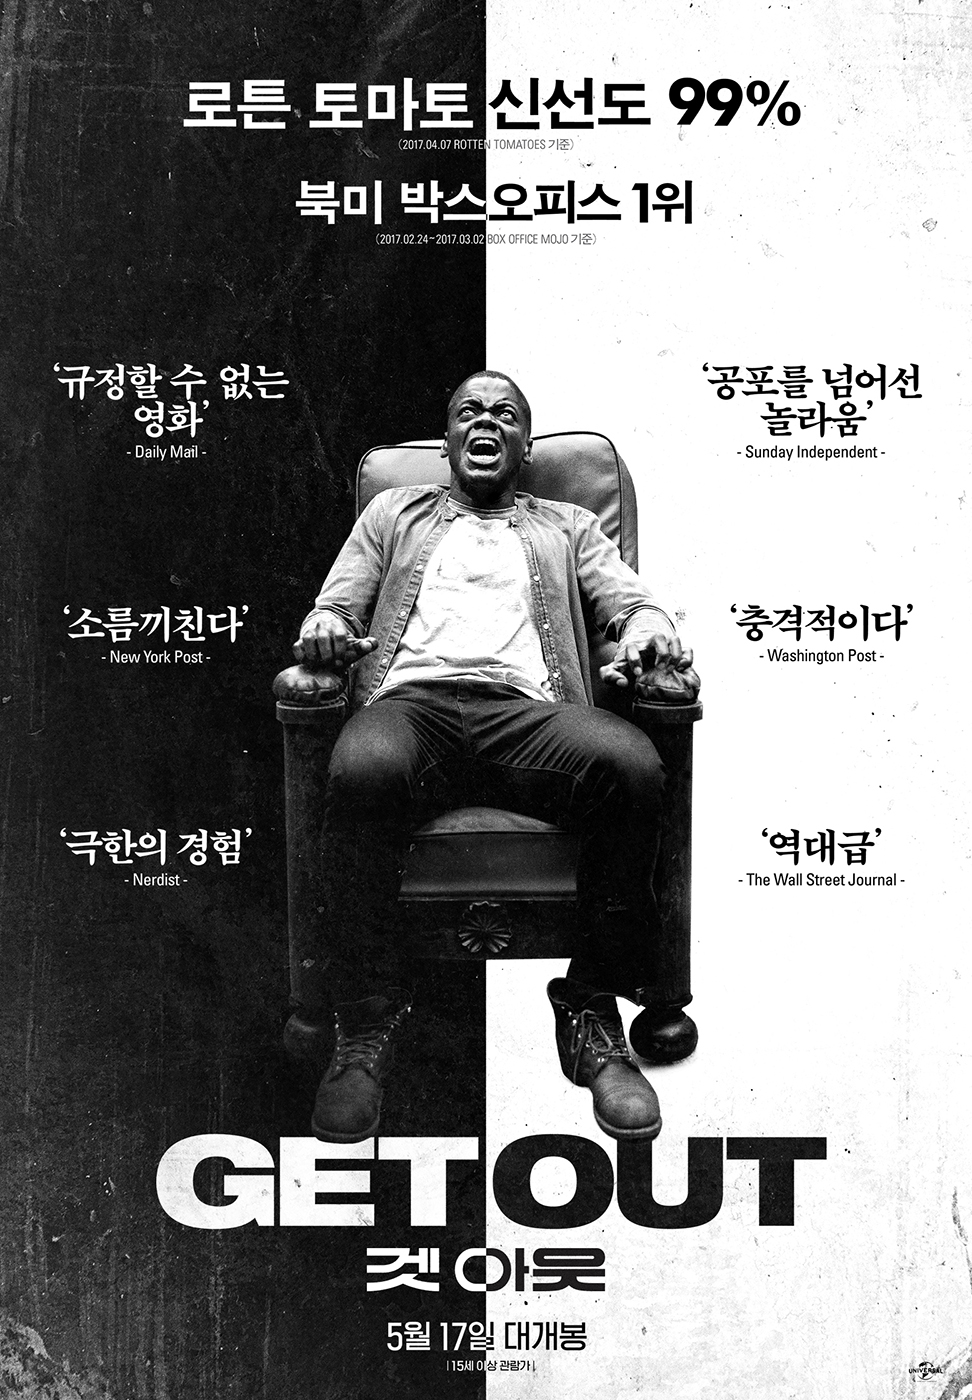 로튼 토마토 신선도 99%
(2017.04.07 ROTTEN TOMATOES 기준)
북미 박스오피스 1위
(2017.02.24~2017.03.02 BOX OFFICE MOJO 기준)
‘규정할 수 없는
영화’
- Daily Mail -
‘공포를 넘어선
놀라움’
- Sunday Independent -
‘소름끼친다’
- New York Post -
‘충격적이다’
- Washington Post -
‘극한의 경험’
- Nerdist -
‘역대급’
- The Wall Street Journal -
GET OUT
겟 아웃
5월 17일 대개봉
| 15세 이상 관람가 |
UNIVERSAL